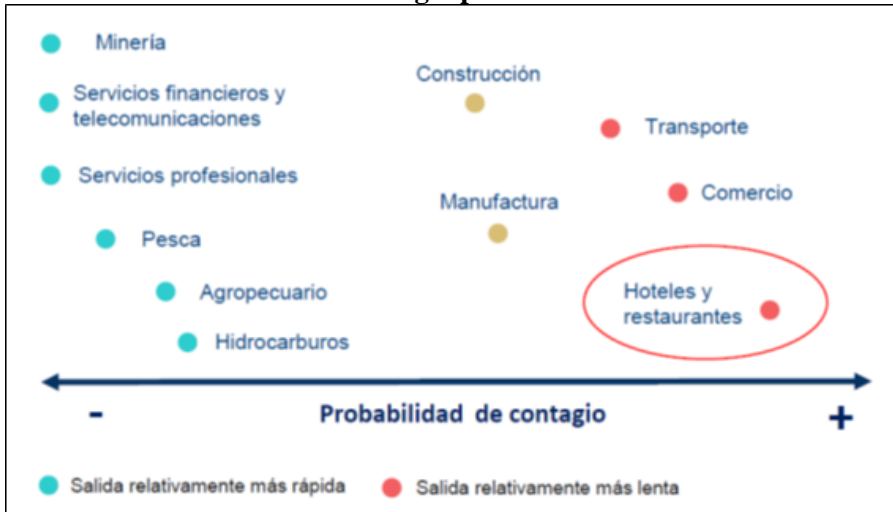 Minería
Servicios financieros y
telecomunicaciones
Construcción
Transporte
Servicios profesionales
Manufactura
Comercio
Pesca
Agropecuario
Hoteles y
restaurantes
Hidrocarburos
- Probabilidad de contagio +
Salida relativamente más rápida Salida relativamente más lenta